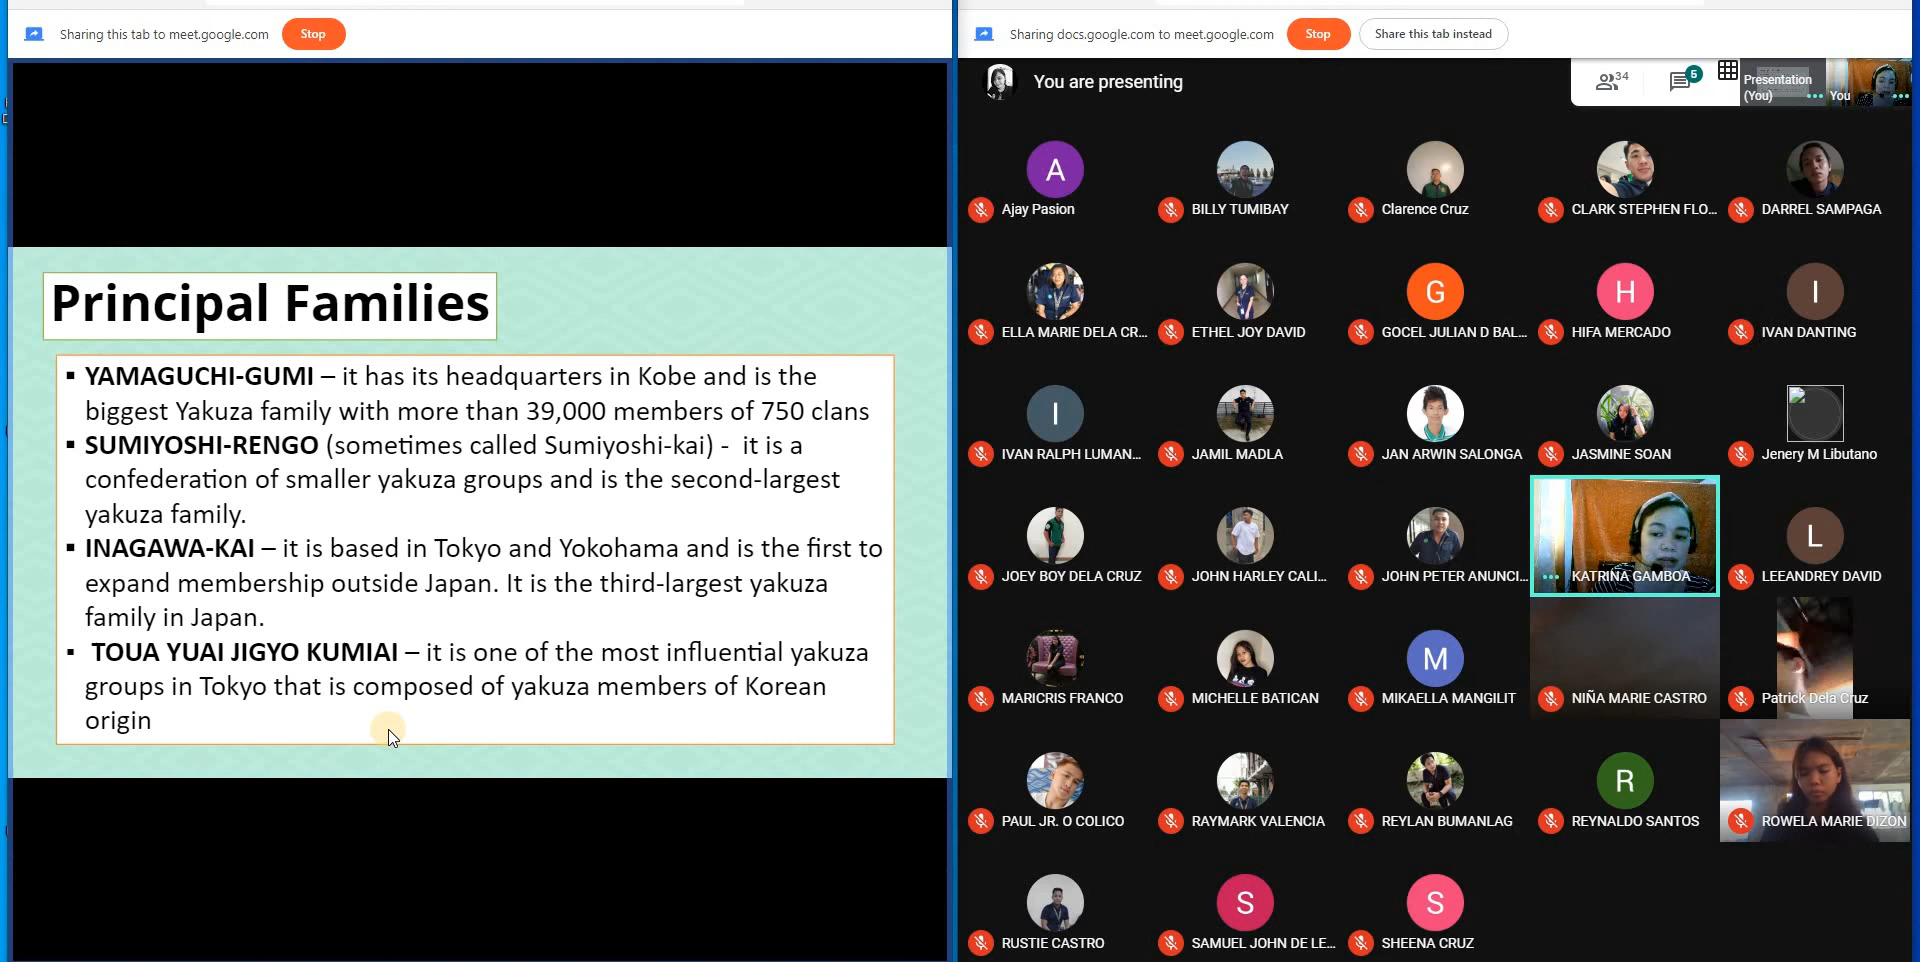 Sharing this tab to meet.google.com
Stop
Sharing docs.google.com to meet.google.com
Stop
Share this tab instead
You are presenting
34
5
Presentation
(You)
You
Principal Families
▪ YAMAGUCHI-GUMI – it has its headquarters in Kobe and is the
biggest Yakuza family with more than 39,000 members of 750 clans
▪ SUMIYOSHI-RENGO (sometimes called Sumiyoshi-kai) - it is a
confederation of smaller yakuza groups and is the second-largest
yakuza family.
▪ INAGAWA-KAI – it is based in Tokyo and Yokohama and is the first to
expand membership outside Japan. It is the third-largest yakuza
family in Japan.
▪ TOUA YUAI JIGYO KUMIAI – it is one of the most influential yakuza
groups in Tokyo that is composed of yakuza members of Korean
origin
A
Ajay Pasion
BILLY TUMIBAY
Clarence Cruz
CLARK STEPHEN FLO...
DARREL SAMPAGA
ELLA MARIE DELA CR...
ETHEL JOY DAVID
G
GOCEL JULIAN D BAL...
H
HIFA MERCADO
I
IVAN DANTING
I
IVAN RALPH LUMAN...
JAMIL MADLA
JAN ARWIN SALONGA
JASMINE SOAN
Jenery M Libutano
JOEY BOY DELA CRUZ
JOHN HARLEY CALI...
JOHN PETER ANUNCI...
KATRINA GAMBOA
L
LEEANDREY DAVID
MARICRIS FRANCO
MICHELLE BATICAN
M
MIKAELLA MANGILIT
NIÑA MARIE CASTRO
Patrick Dela Cruz
PAUL JR. O COLICO
RAYMARK VALENCIA
REYLAN BUMANLAG
R
REYNALDO SANTOS
ROWELA MARIE DIZON
RUSTIE CASTRO
S
SAMUEL JOHN DE LE...
S
SHEENA CRUZ